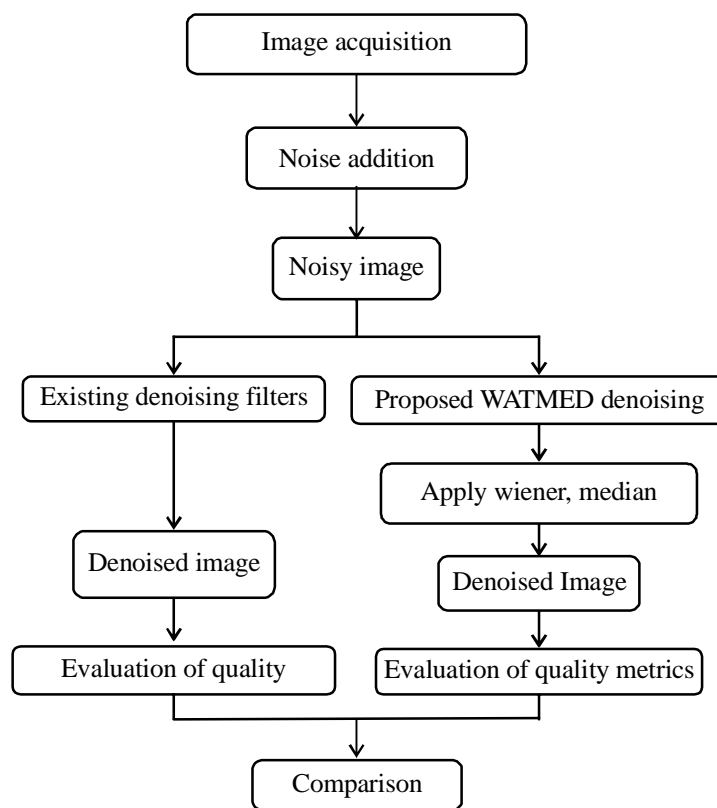 Image acquisition
Noise addition
Noisy image
Existing denoising filters
Proposed WATMED denoising
Apply wiener, median
Denoised image
Denoised Image
Evaluation of quality
Evaluation of quality metrics
Comparison